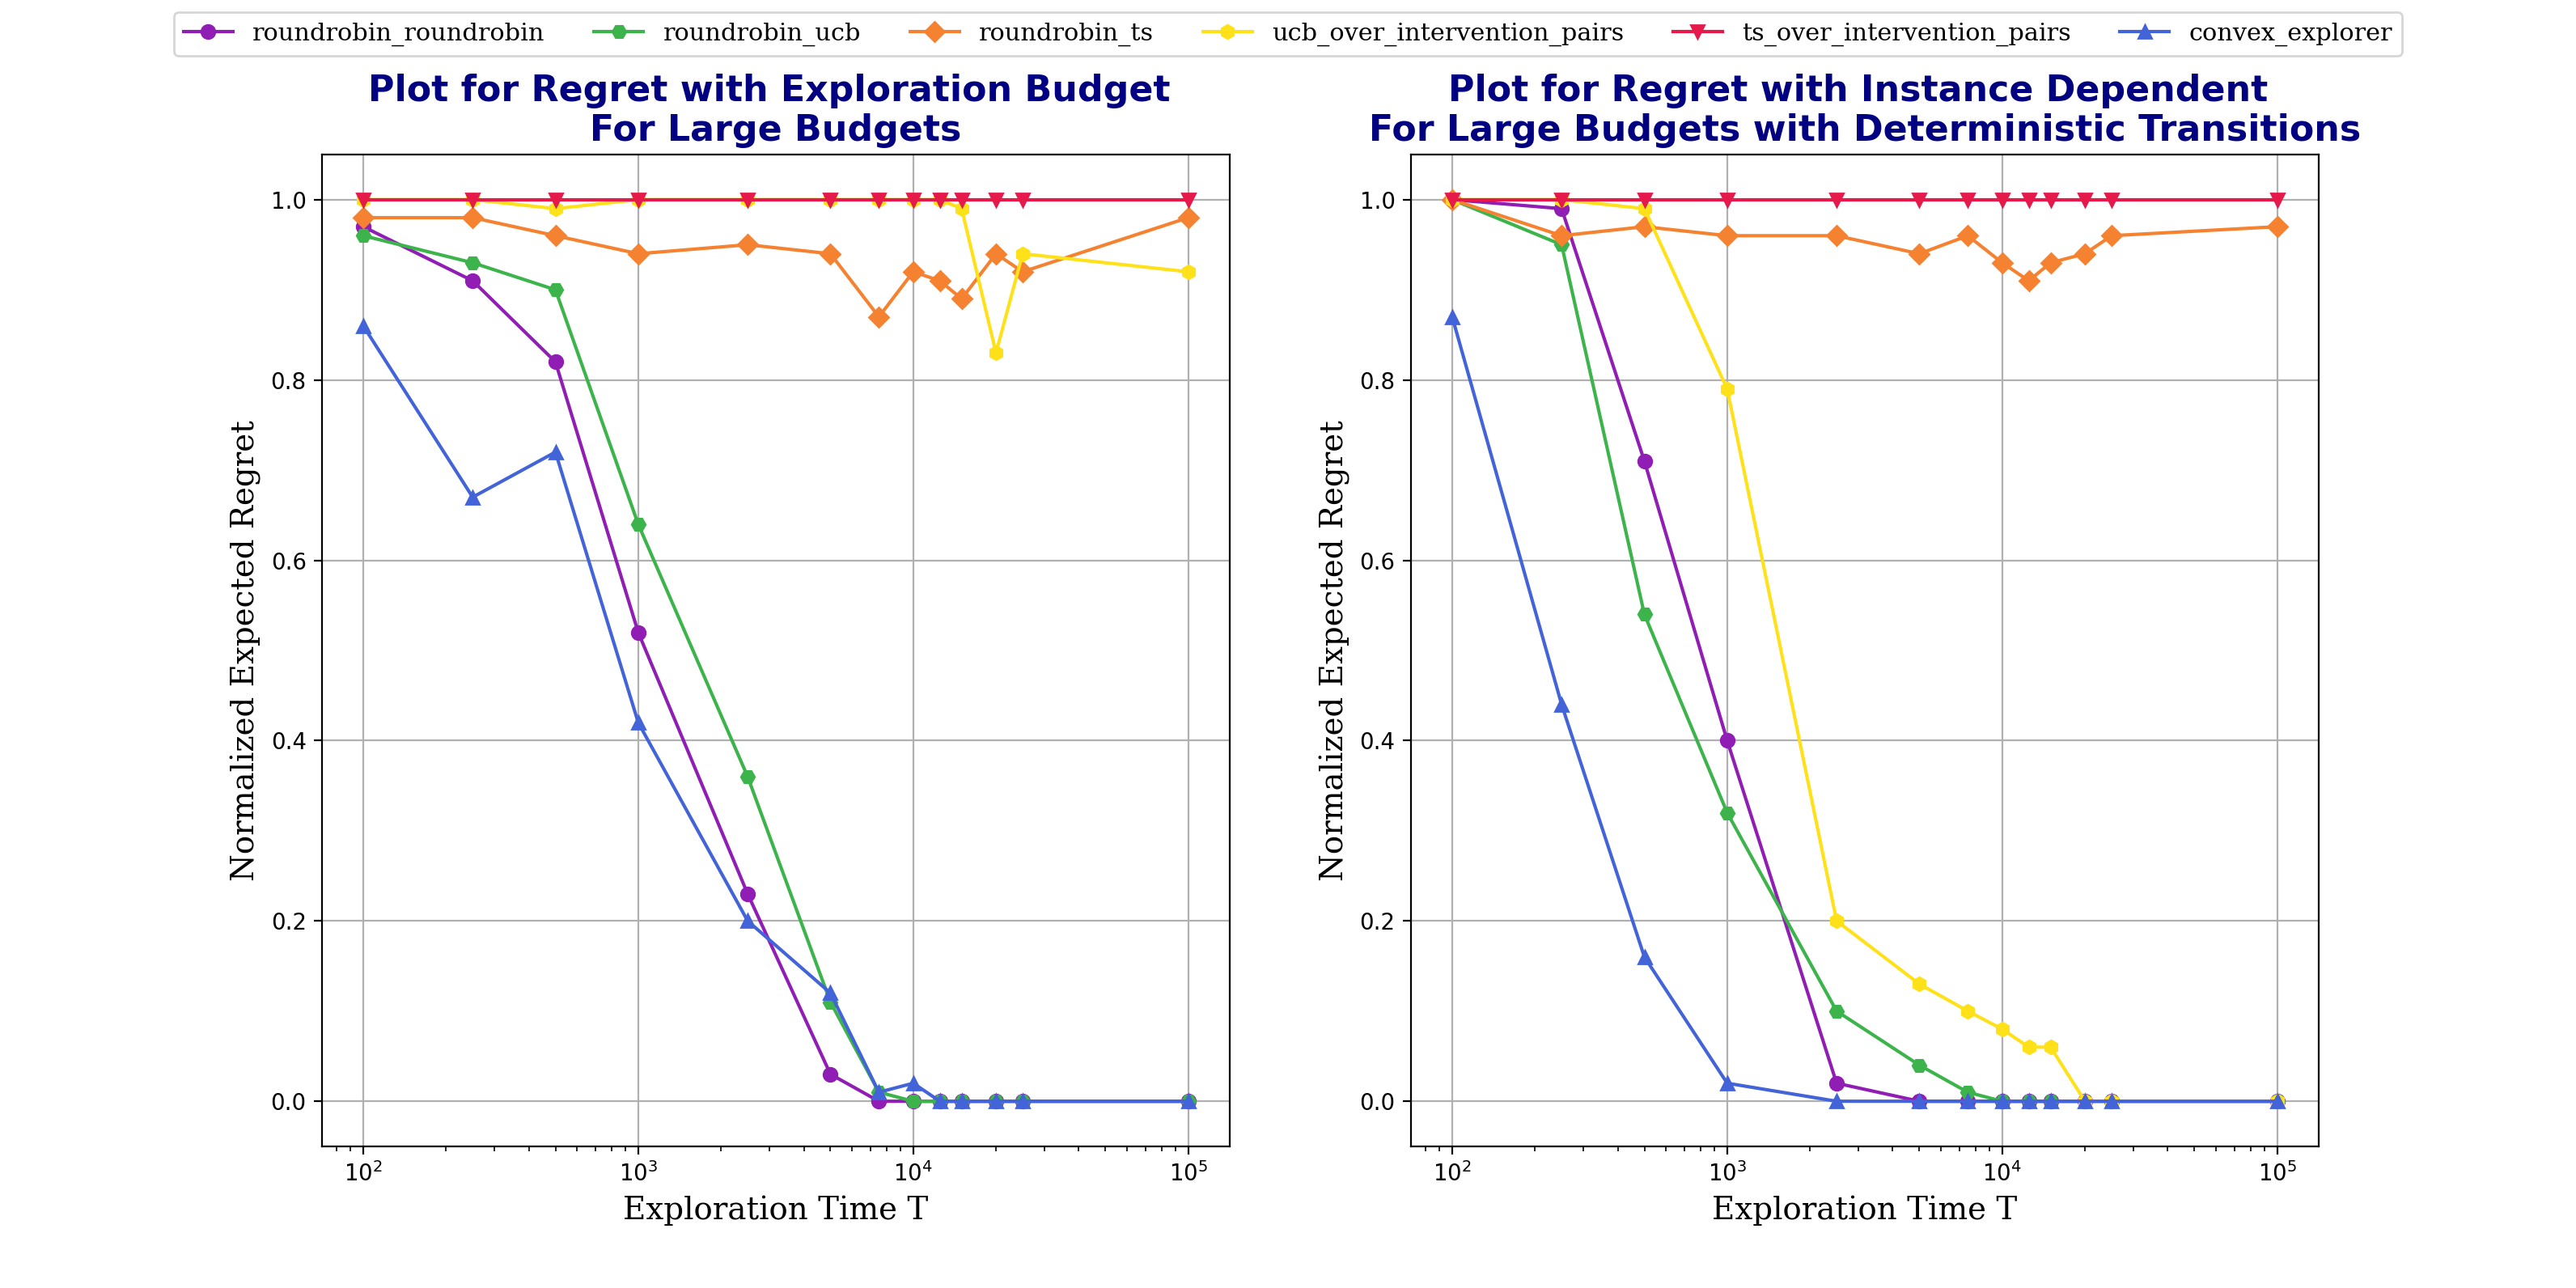 roundrobin_roundrobin roundrobin_ucb roundrobin_ts ucb_over_intervention_pairs ts_over_intervention_pairs convex_explorer
Plot for Regret with Exploration Budget
For Large Budgets
Normalized Expected Regret
1.0
0.8
0.6
0.4
0.2
0.0
10²
10³
10⁴
10⁵
Exploration Time T
Plot for Regret with Instance Dependent
For Large Budgets with Deterministic Transitions
Normalized Expected Regret
1.0
0.8
0.6
0.4
0.2
0.0
10²
10³
10⁴
10⁵
Exploration Time T